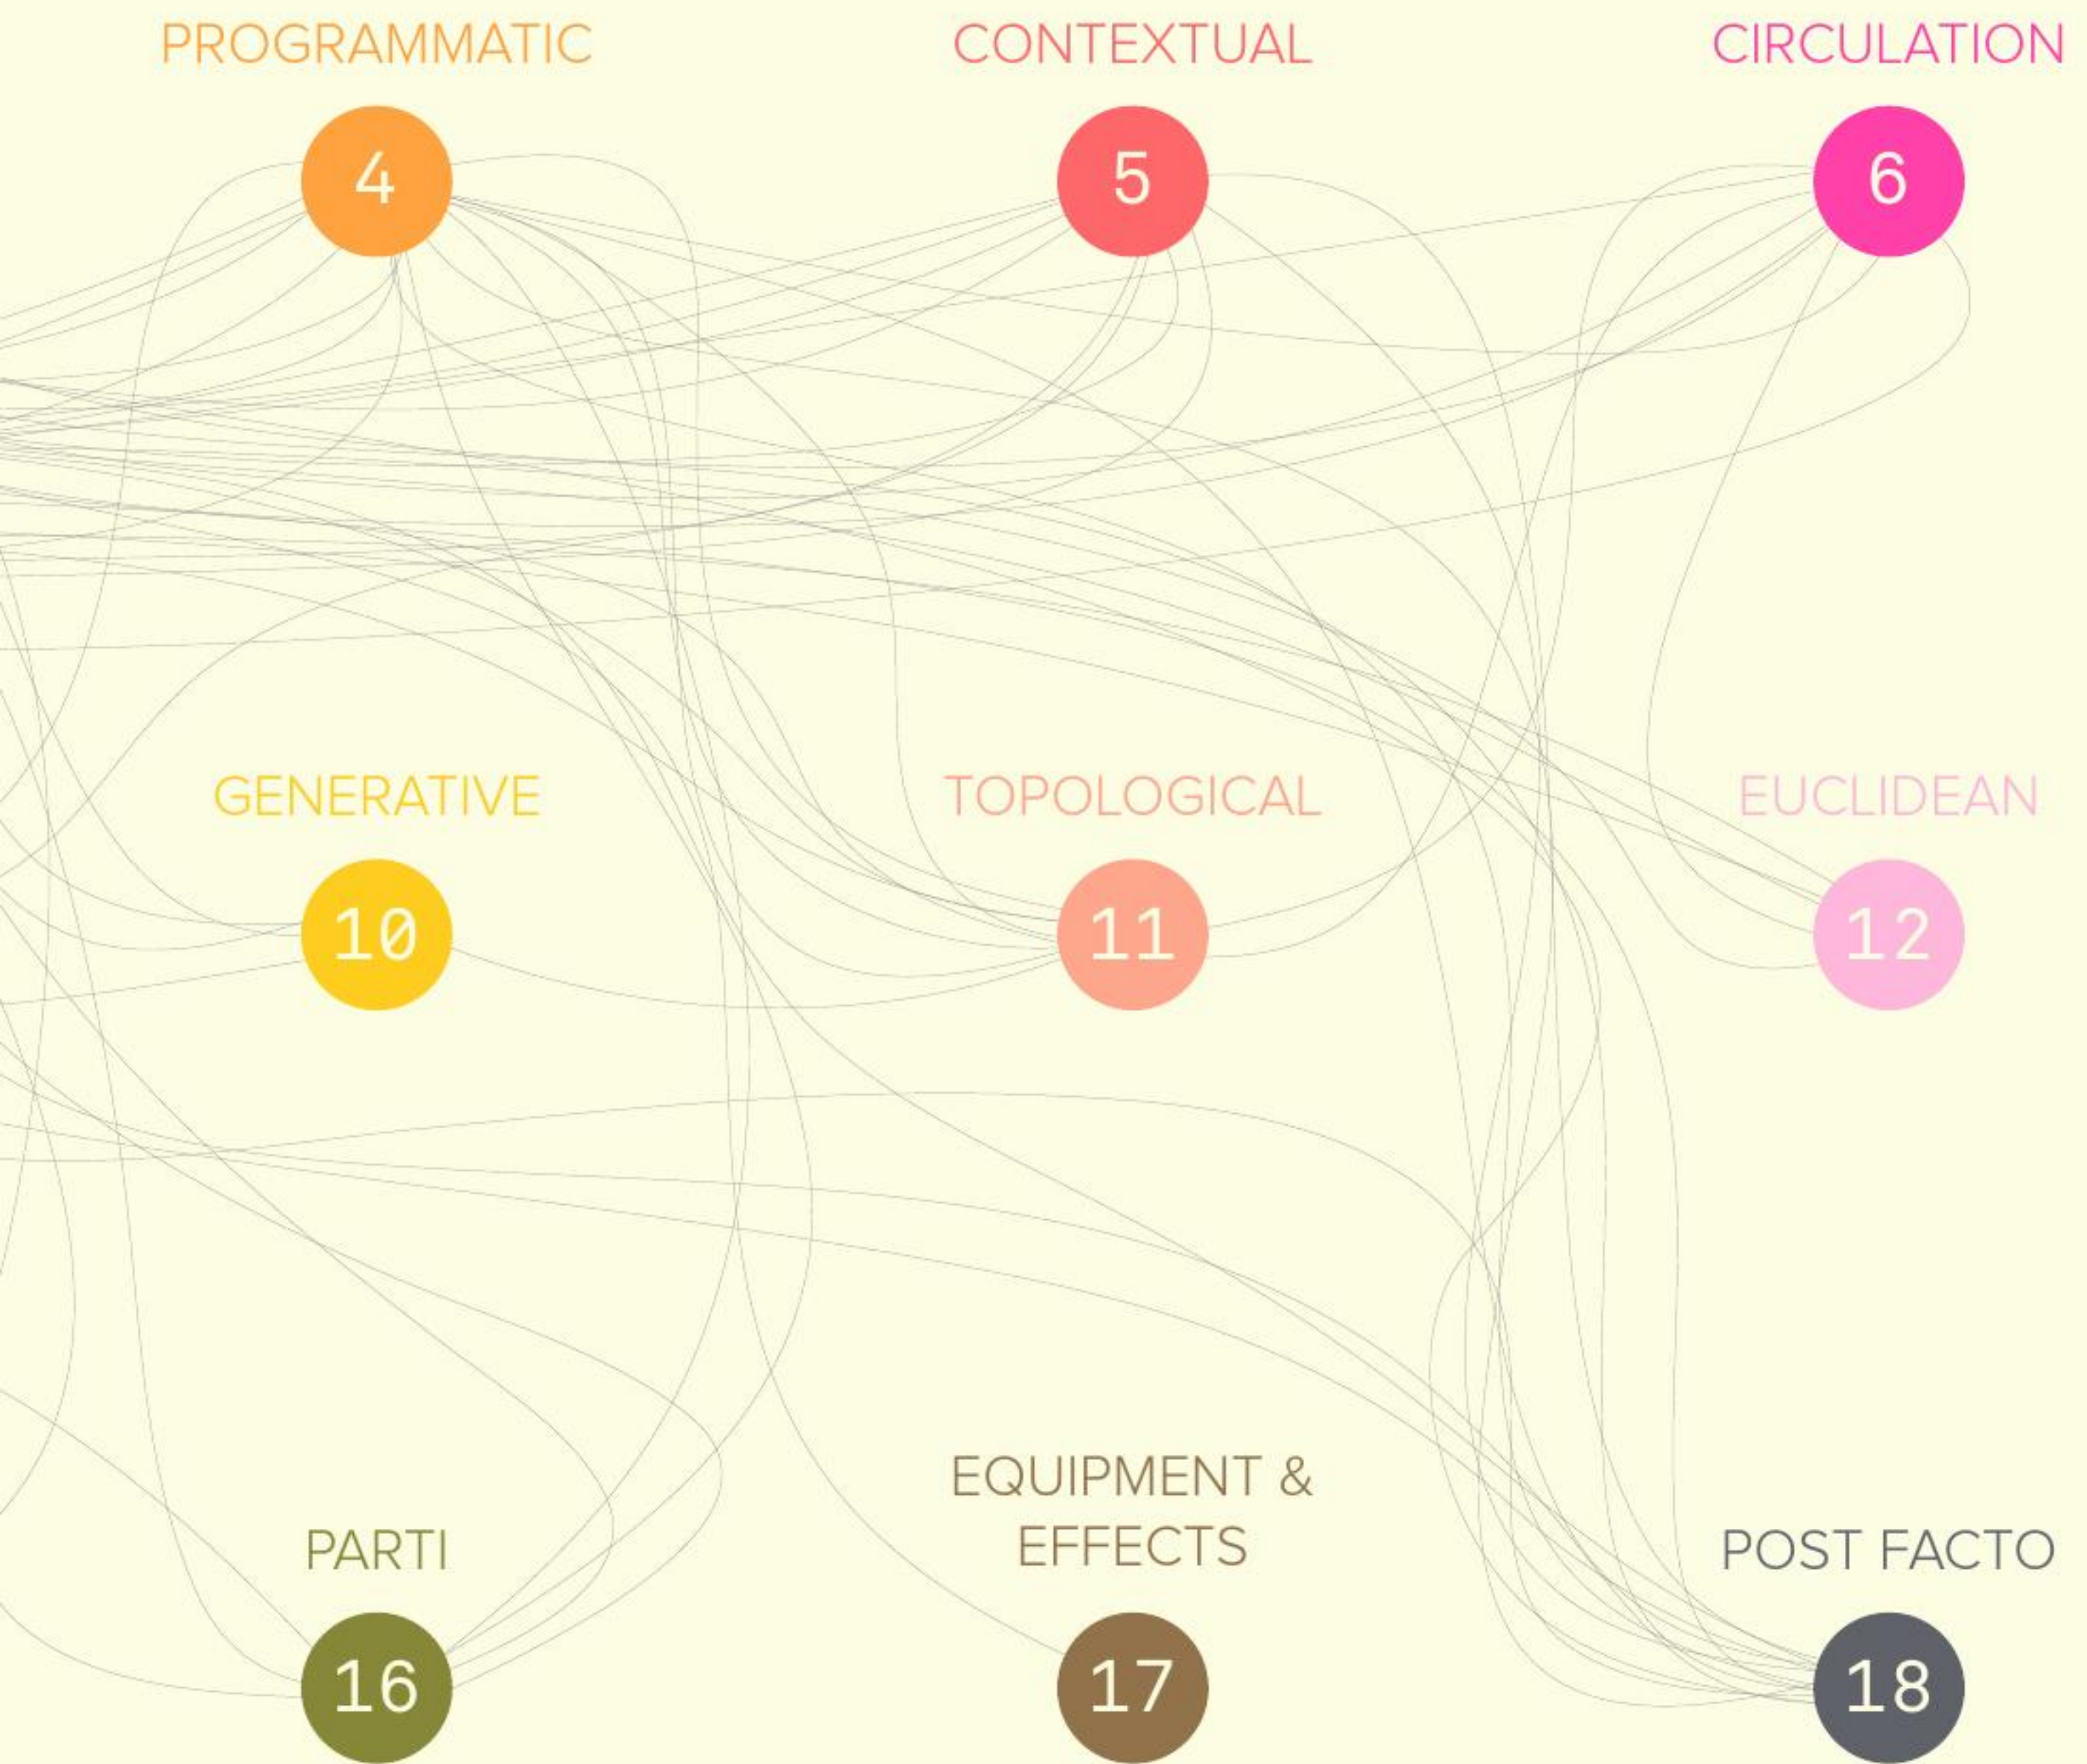 PROGRAMMATIC
4
CONTEXTUAL
5
CIRCULATION
6
GENERATIVE
10
TOPOLOGICAL
11
EUCLIDEAN
12
PARTI
16
EQUIPMENT &
EFFECTS
17
POST FACTO
18